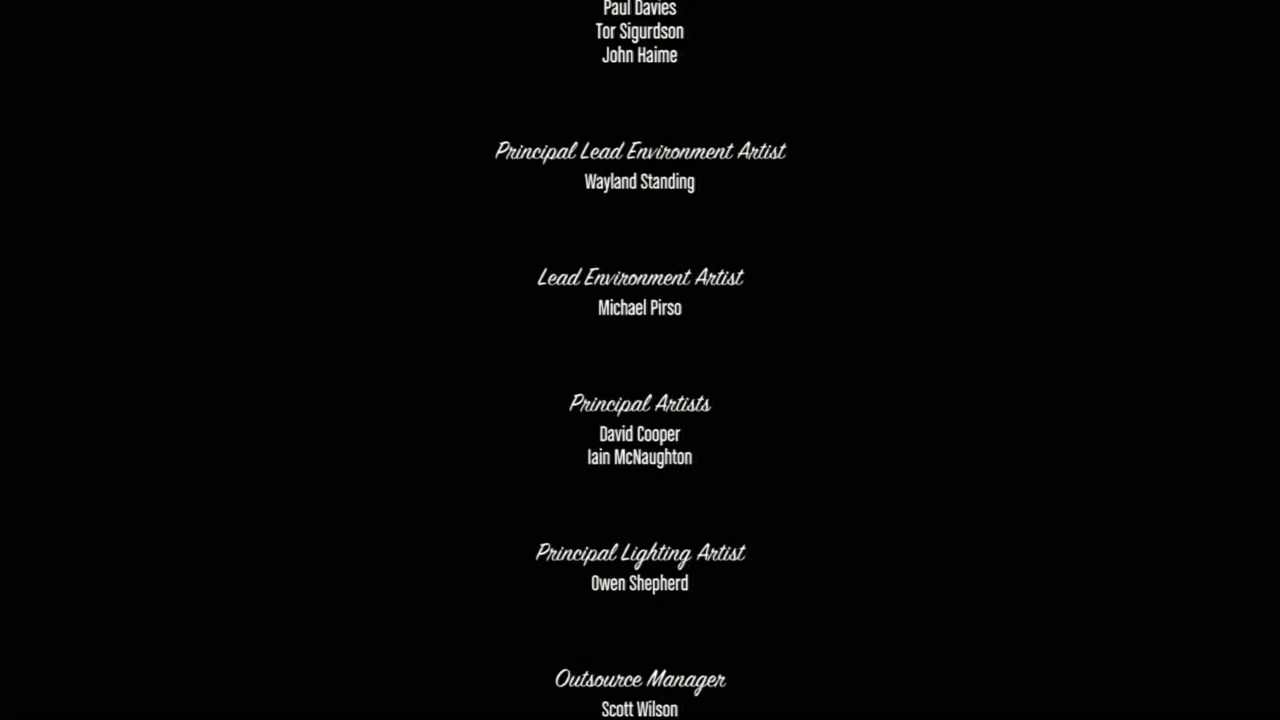 Paul Davies
Tor Sigurdson
John Haime
Principal Lead Environment Artist
Wayland Standing
Lead Environment Artist
Michael Pirso
Principal Artists
David Cooper
Iain McNaughton
Principal Lighting Artist
Owen Shepherd
Outsource Manager
Scott Wilson